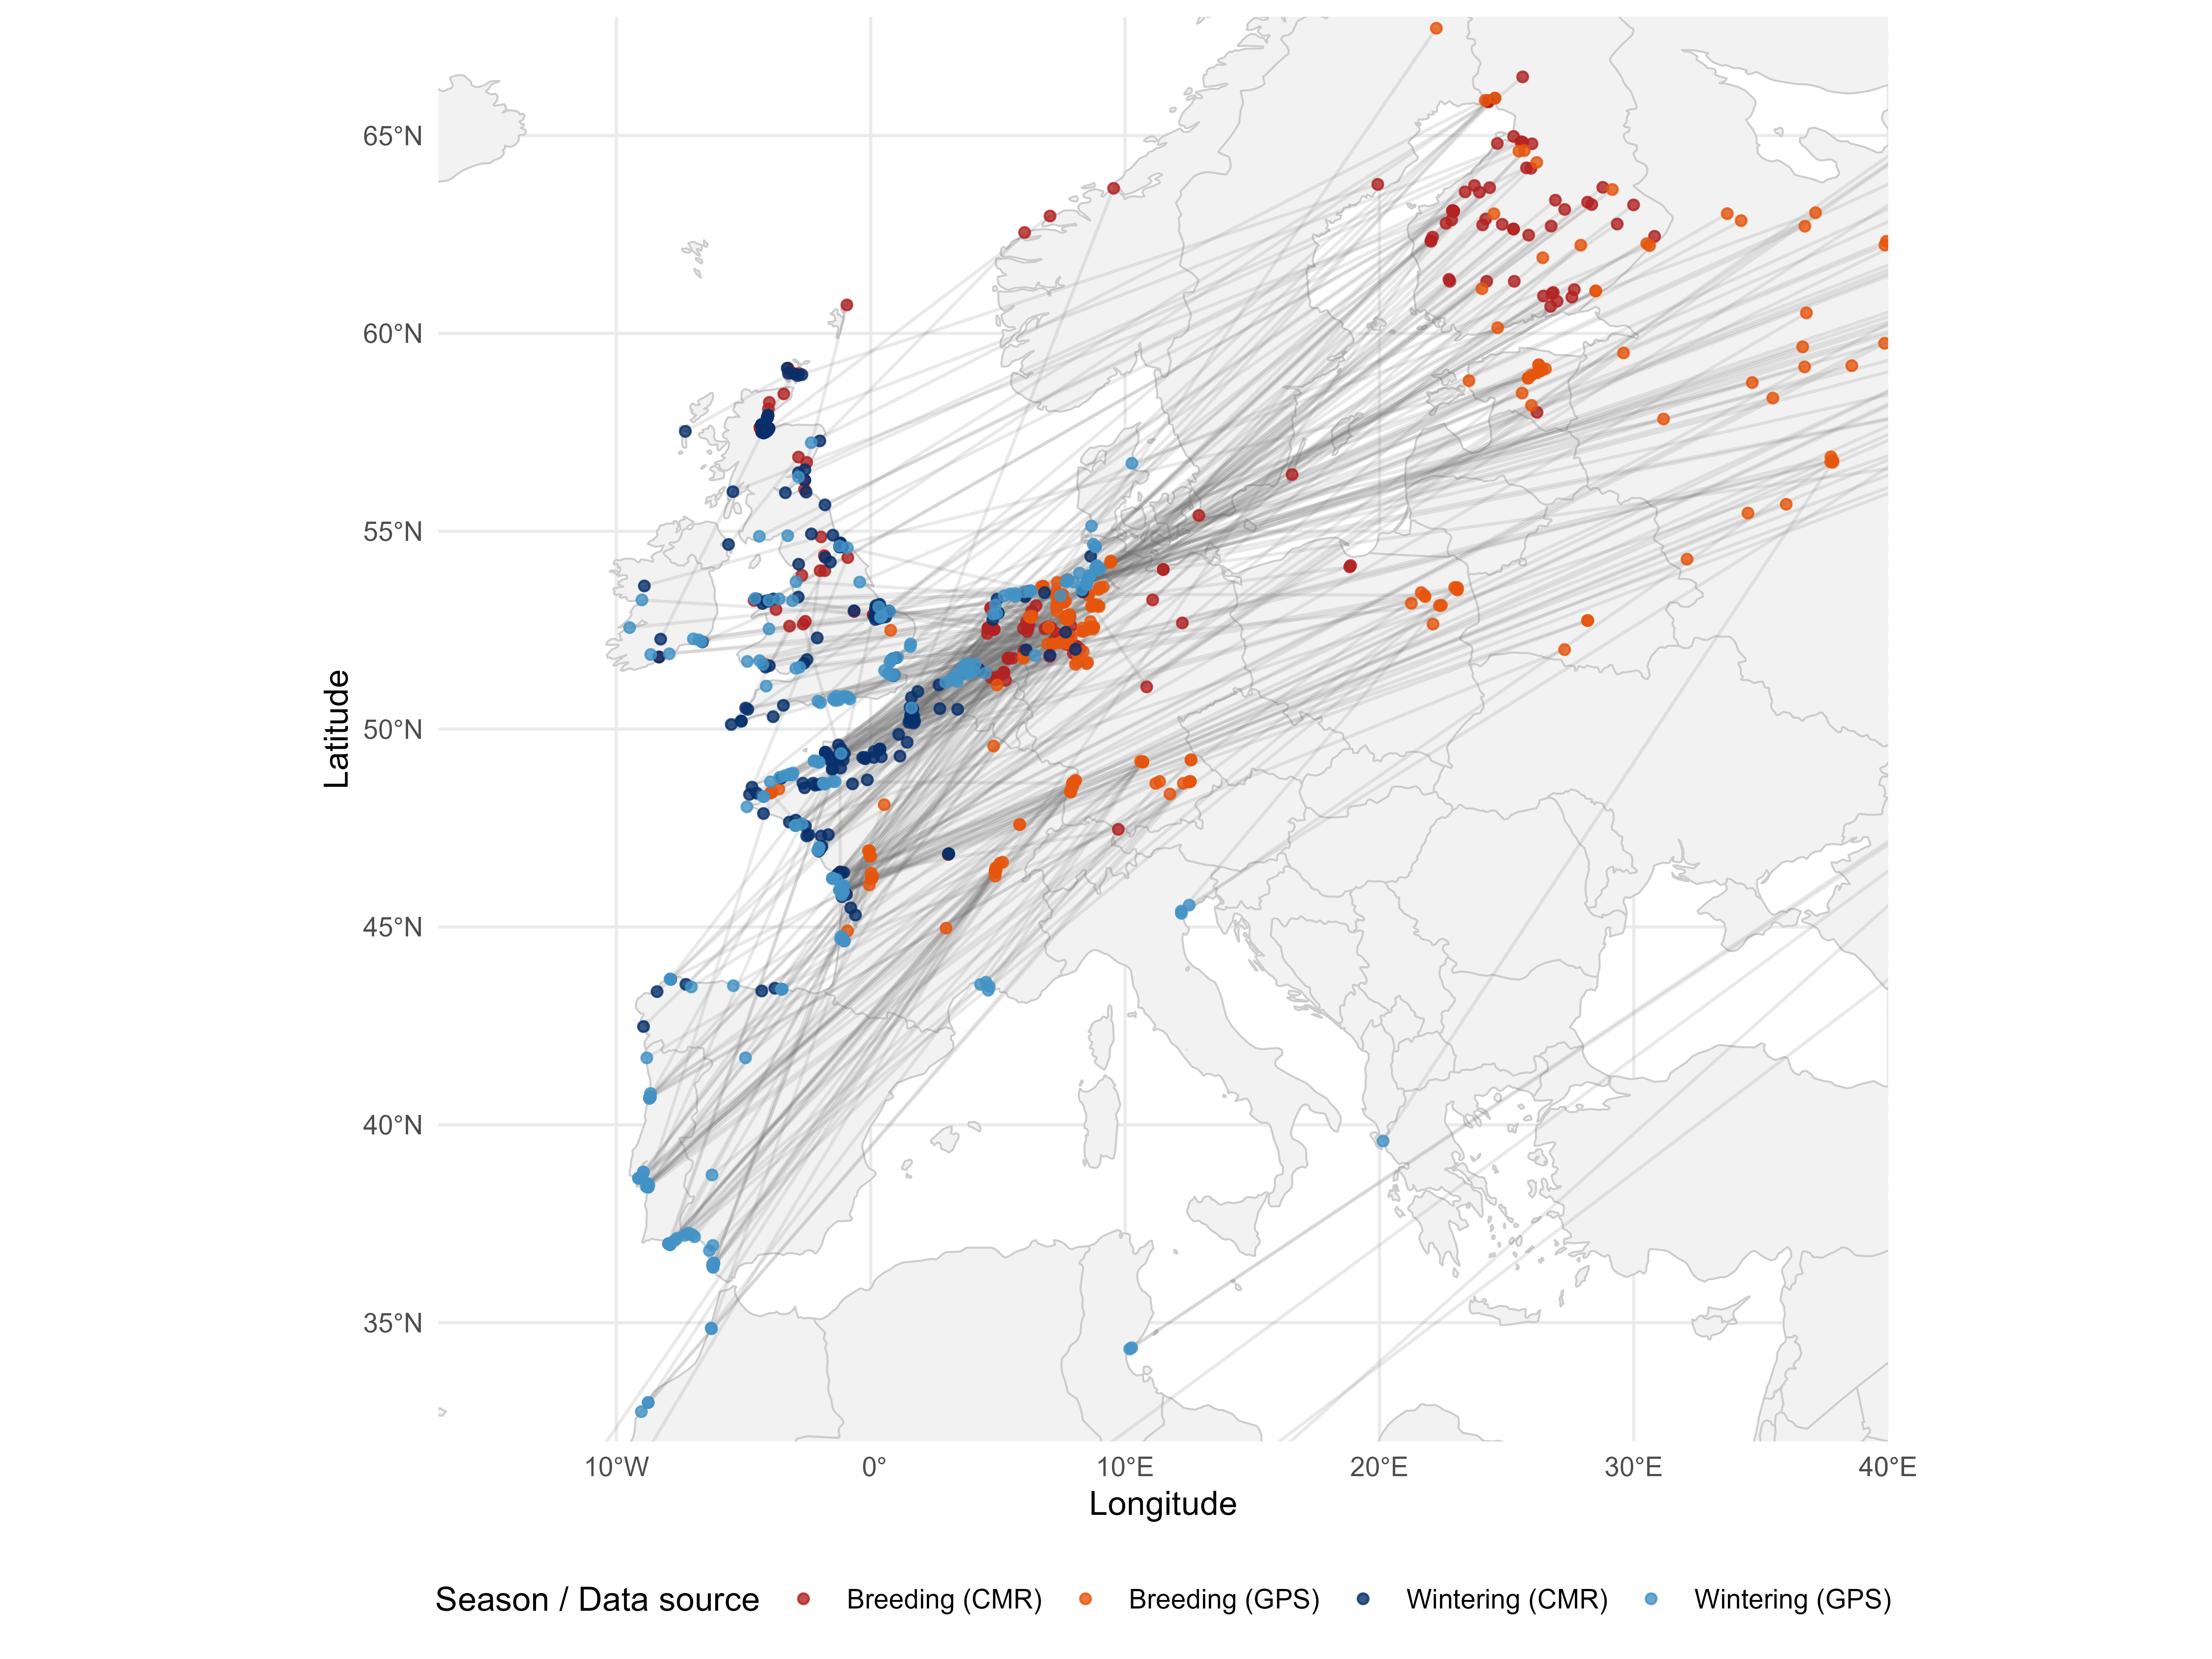 65°N
60°N
55°N
50°N
45°N
40°N
35°N
Latitude
10°W 0° 10°E 20°E 30°E 40°E
Longitude
Season / Data source Breeding (CMR) Breeding (GPS) Wintering (CMR) Wintering (GPS)